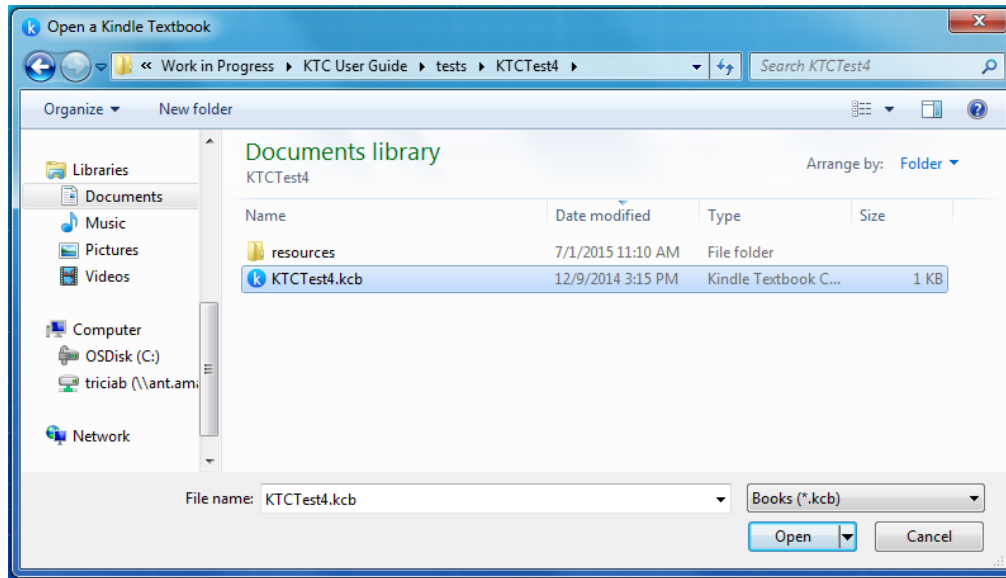 Open a Kindle Textbook
x
« Work in Progress KTC User Guide tests KTCTest4
Search KTCTest4
Organize New folder
Documents library
KTCTest4
Arrange by: Folder
Libraries
Documents
Music
Pictures
Videos
Computer
OSDisk (C:)
triciab (\\ant.ama
Network
Name Date modified Type Size
resources 7/1/2015 11:10 AM File folder
k KTCTest4.kcb 12/9/2014 3:15 PM Kindle Textbook C... 1 KB
File name: KTCTest4.kcb
Books (*.kcb)
Open Cancel